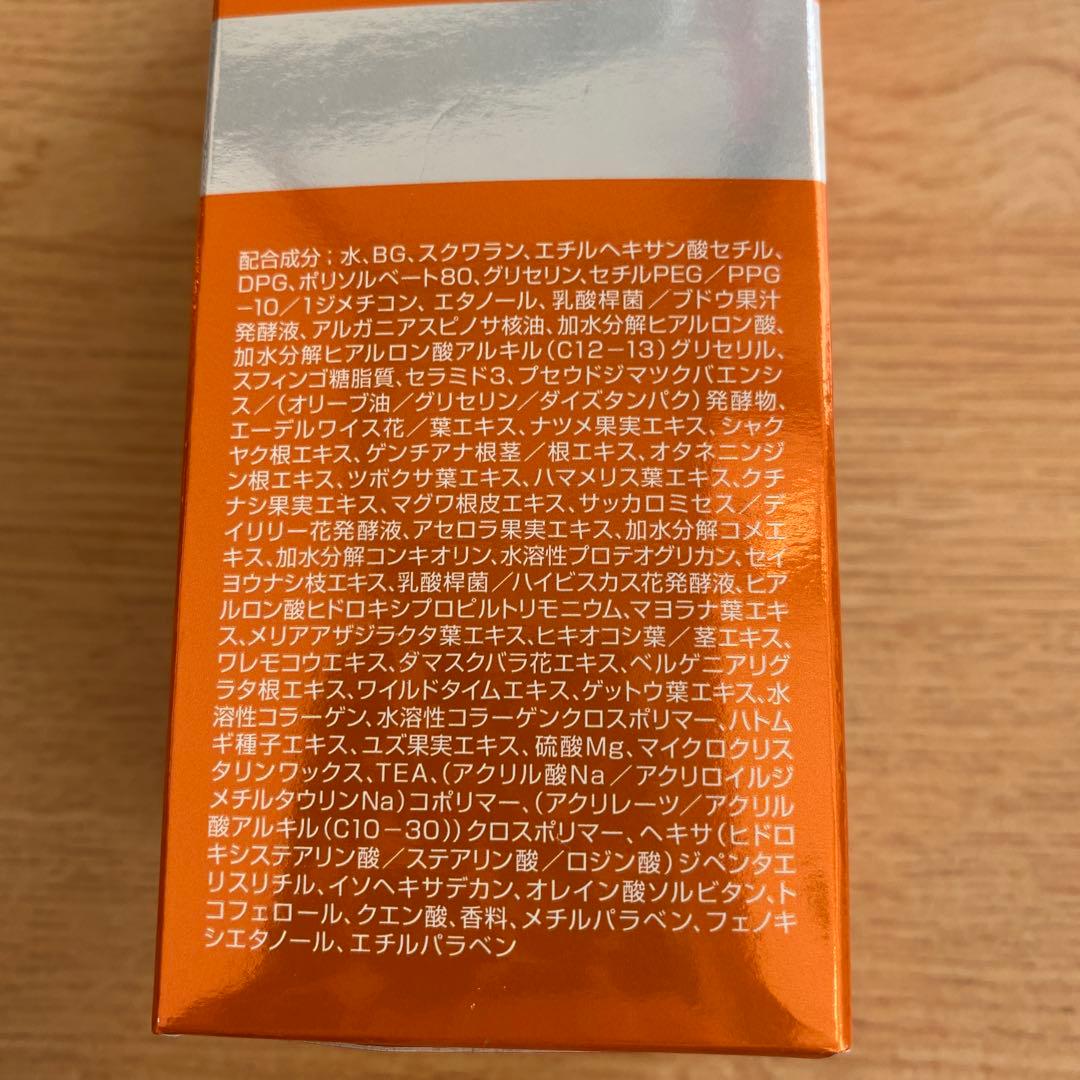 配合成分；水、BG、スクワラン、エチルヘキサン酸セチル、
DPG、ポリソルベート80、グリセリン、セチルPEG／PPG
−10／1ジメチコン、エタノール、乳酸桿菌／ブドウ果汁
発酵液、アルガニアスピノサ核油、加水分解ヒアルロン酸、
加水分解ヒアルロン酸アルキル(C12−13)グリセリル、
スフィンゴ糖脂質、セラミド3、プセウドジマツクバエンシ
ス／(オリーブ油／グリセリン／ダイズタンパク)発酵物、
エーデルワイス花／葉エキス、ナツメ果実エキス、シャク
ヤク根エキス、ゲンチアナ根茎／根エキス、オタネニンジ
ン根エキス、ツボクサ葉エキス、ハマメリス葉エキス、クチ
ナシ果実エキス、マグワ根皮エキス、サッカロミセス／デ
イリリー花発酵液、アセロラ果実エキス、加水分解コメエ
キス、加水分解コンキオリン、水溶性プロテオグリカン、セイ
ヨウナシ枝エキス、乳酸桿菌／ハイビスカス花発酵液、ヒア
ルロン酸ヒドロキシプロピルトリモニウム、マヨラナ葉エキ
ス、メリアアザジラクタ葉エキス、ヒキオコシ葉／茎エキス、
ワレモコウエキス、ダマスクバラ花エキス、ベルゲニアリグ
ラタ根エキス、ワイルドタイムエキス、ゲットウ葉エキス、水
溶性コラーゲン、水溶性コラーゲンクロスポリマー、ハトム
ギ種子エキス、ユズ果実エキス、硫酸Mg、マイクロクリス
タリンワックス、TEA、(アクリル酸Na／アクリロイルジ
メチルタウリンNa)コポリマー、(アクリレーツ／アクリル
酸アルキル(C10−30))クロスポリマー、ヘキサ(ヒドロ
キシステアリン酸／ステアリン酸／ロジン酸)ジペンタエ
リスリチル、イソヘキサデカン、オレイン酸ソルビタン、ト
コフェロール、クエン酸、香料、メチルパラベン、フェノキ
シエタノール、エチルパラベン